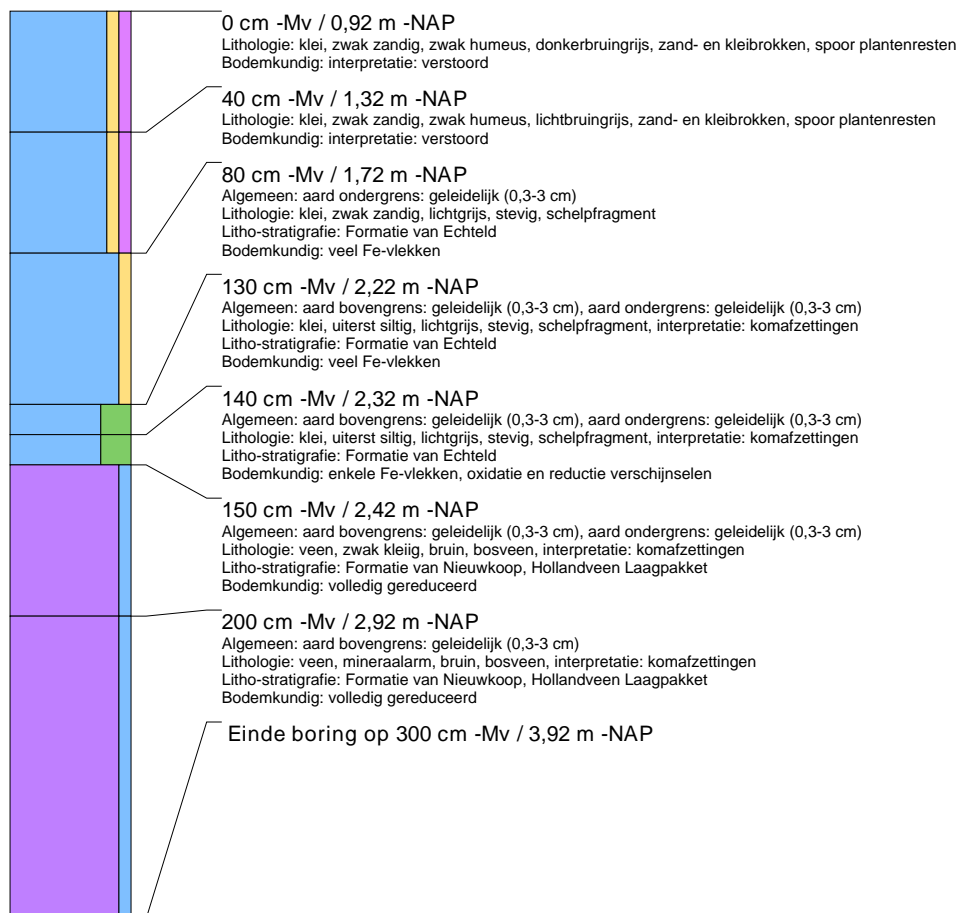 0 cm -Mv / 0,92 m -NAP
Lithologie: klei, zwak zandig, zwak humeus, donkerbruingrijs, zand- en kleibrokken, spoor plantenresten
Bodemkundig: interpretatie: verstoord
40 cm -Mv / 1,32 m -NAP
Lithologie: klei, zwak zandig, zwak humeus, lichtbruingrijs, zand- en kleibrokken, spoor plantenresten
Bodemkundig: interpretatie: verstoord
80 cm -Mv / 1,72 m -NAP
Algemeen: aard ondergrens: geleidelijk (0,3-3 cm)
Lithologie: klei, zwak zandig, lichtgrijs, stevig, schelpfragment
Litho-stratigrafie: Formatie van Echteld
Bodemkundig: veel Fe-vlekken
130 cm -Mv / 2,22 m -NAP
Algemeen: aard bovengrens: geleidelijk (0,3-3 cm), aard ondergrens: geleidelijk (0,3-3 cm)
Lithologie: klei, uiterst siltig, lichtgrijs, stevig, schelpfragment, interpretatie: komafzettingen
Litho-stratigrafie: Formatie van Echteld
Bodemkundig: veel Fe-vlekken
140 cm -Mv / 2,32 m -NAP
Algemeen: aard bovengrens: geleidelijk (0,3-3 cm), aard ondergrens: geleidelijk (0,3-3 cm)
Lithologie: klei, uiterst siltig, lichtgrijs, stevig, schelpfragment, interpretatie: komafzettingen
Litho-stratigrafie: Formatie van Echteld
Bodemkundig: enkele Fe-vlekken, oxidatie en reductie verschijnselen
150 cm -Mv / 2,42 m -NAP
Algemeen: aard bovengrens: geleidelijk (0,3-3 cm), aard ondergrens: geleidelijk (0,3-3 cm)
Lithologie: veen, zwak kleiig, bruin, bosveen, interpretatie: komafzettingen
Litho-stratigrafie: Formatie van Nieuwkoop, Hollandveen Laagpakket
Bodemkundig: volledig gereduceerd
200 cm -Mv / 2,92 m -NAP
Algemeen: aard bovengrens: geleidelijk (0,3-3 cm)
Lithologie: veen, mineraalarm, bruin, bosveen, interpretatie: komafzettingen
Litho-stratigrafie: Formatie van Nieuwkoop, Hollandveen Laagpakket
Bodemkundig: volledig gereduceerd
Einde boring op 300 cm -Mv / 3,92 m -NAP